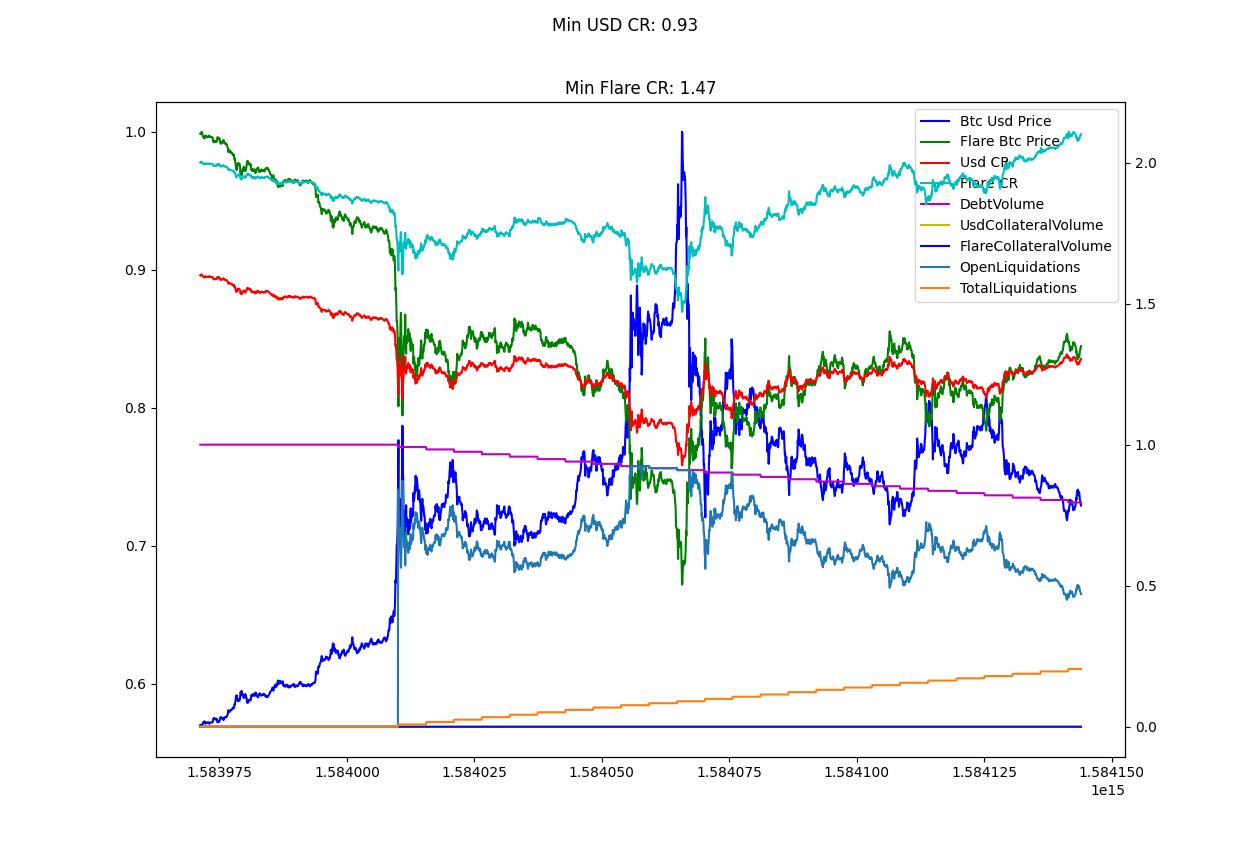 Min USD CR: 0.93
Min Flare CR: 1.47
1.0
0.9
0.8
0.7
0.6
2.0
1.5
1.0
0.5
0.0
Btc Usd Price
Flare Btc Price
Usd CR
Flare CR
DebtVolume
UsdCollateralVolume
FlareCollateralVolume
OpenLiquidations
TotalLiquidations
1.583975 1.584000 1.584025 1.584050 1.584075 1.584100 1.584125 1.584150
1e15